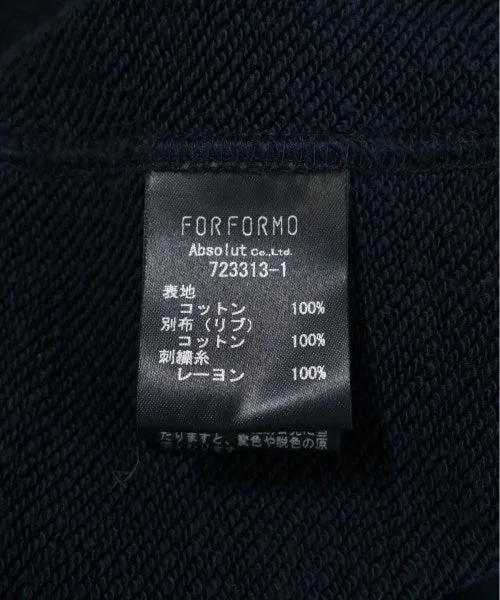 FORFORMO
Absolut Co.,Ltd.
723313-1
表地
コットン 100%
別布(リブ)
コットン 100%
刺繍糸
レーヨン 100%
たりますと、変色や脱色の原